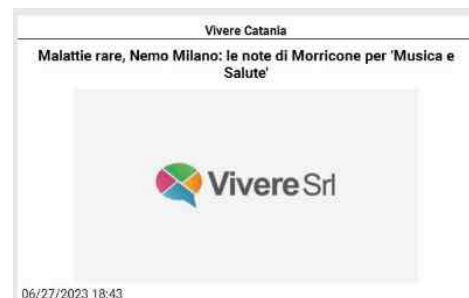 Vivere Catania
Malattie rare, Nemo Milano: le note di Morricone per 'Musica e
Salute'
Vivere Srl
06/27/2023 18:43